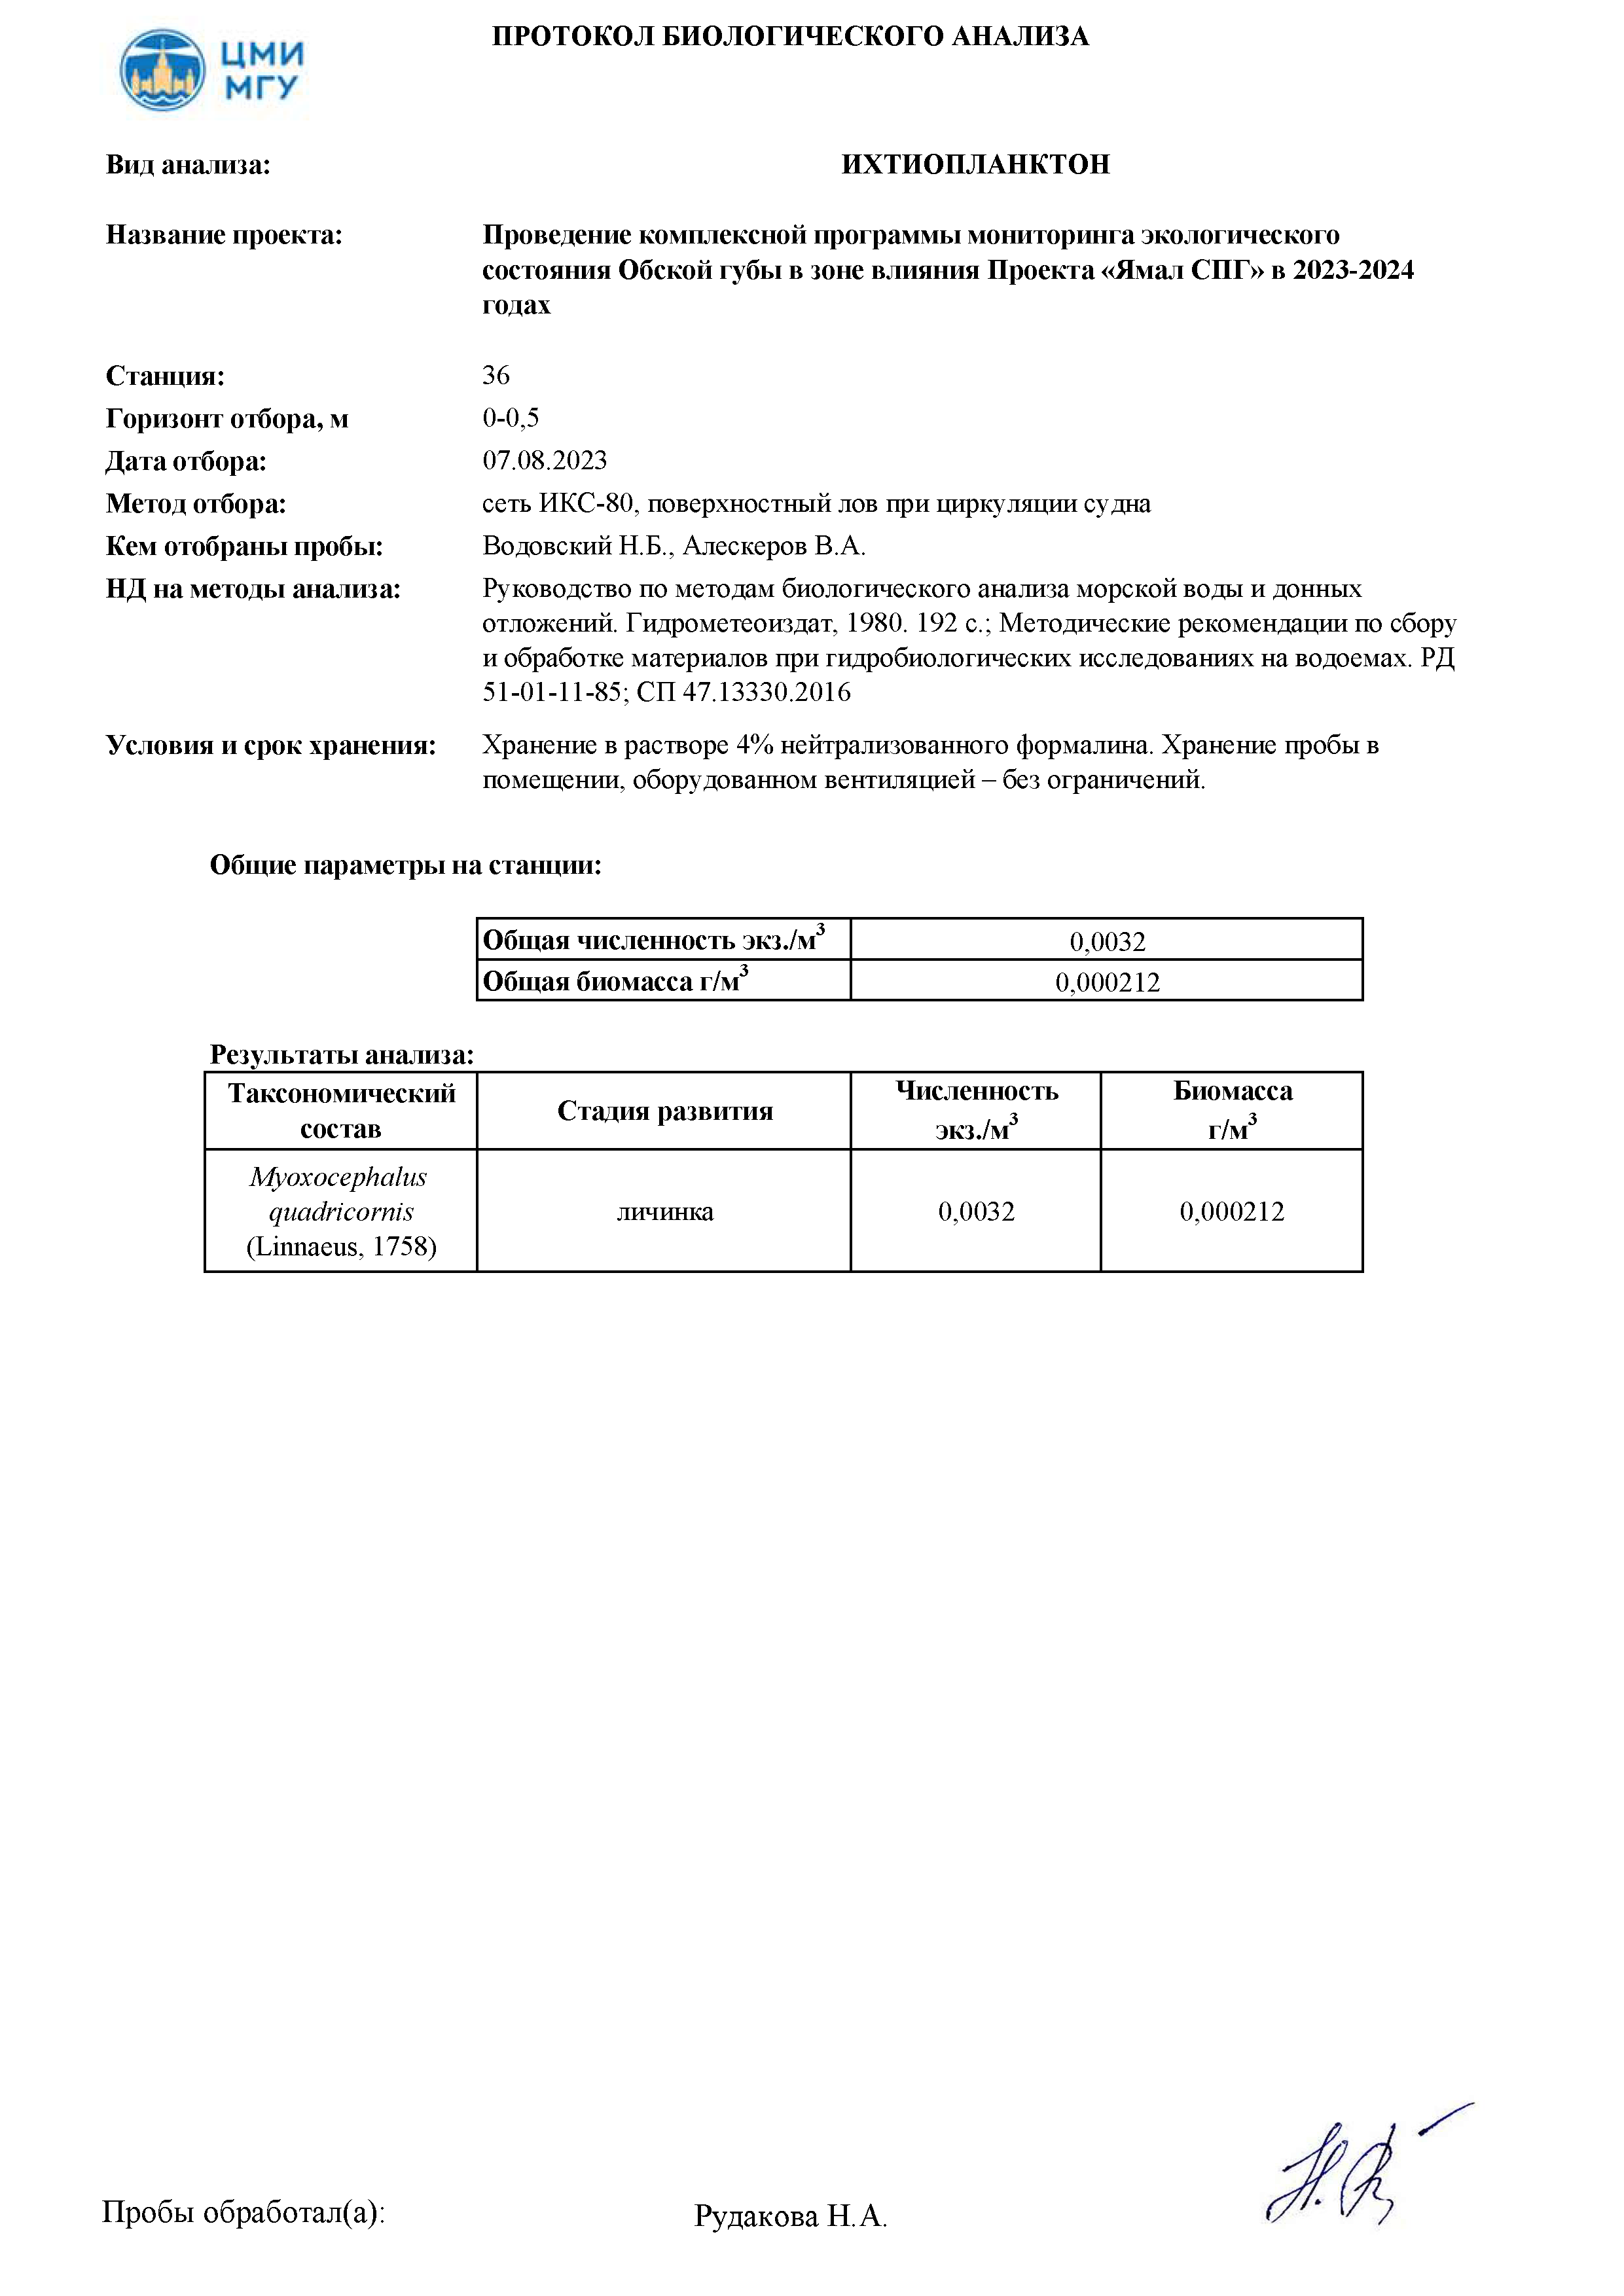 ЦМИ
МГУ
ПРОТОКОЛ БИОЛОГИЧЕСКОГО АНАЛИЗА
Вид анализа: ИХТИОПЛАНКТОН
Название проекта: Проведение комплексной программы мониторинга экологического
состояния Обской губы в зоне влияния Проекта «Ямал СПГ» в 2023-2024
годах
Станция: 36
Горизонт отбора, м 0-0,5
Дата отбора: 07.08.2023
Метод отбора: сеть ИКС-80, поверхностный лов при циркуляции судна
Кем отобраны пробы: Водовский Н.Б., Алескеров В.А.
НД на методы анализа: Руководство по методам биологического анализа морской воды и донных
отложений. Гидрометеоиздат, 1980. 192 с.; Методические рекомендации по сбору
и обработке материалов при гидробиологических исследованиях на водоемах. РД
51-01-11-85; СП 47.13330.2016
Условия и срок хранения: Хранение в растворе 4% нейтрализованного формалина. Хранение пробы в
помещении, оборудованном вентиляцией – без ограничений.
Общие параметры на станции:
Общая численность экз./м³ 0,0032
Общая биомасса г/м³ 0,000212
Результаты анализа:
Таксономический состав Стадия развития Численность экз./м³ Биомасса г/м³
Myoxocephalus quadricornis (Linnaeus, 1758) личинка 0,0032 0,000212
Пробы обработал(а): Рудакова Н.А.